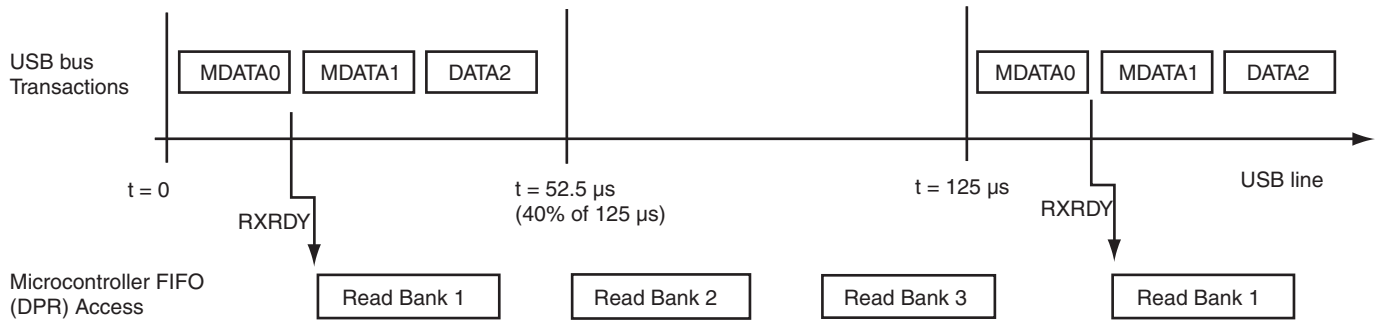 USB bus
Transactions
MDATA0 MDATA1 DATA2 MDATA0 MDATA1 DATA2
t = 0
t = 52.5 µs
(40% of 125 µs)
t = 125 µs
USB line
RXRDY
RXRDY
Microcontroller FIFO
(DPR) Access
Read Bank 1 Read Bank 2 Read Bank 3 Read Bank 1